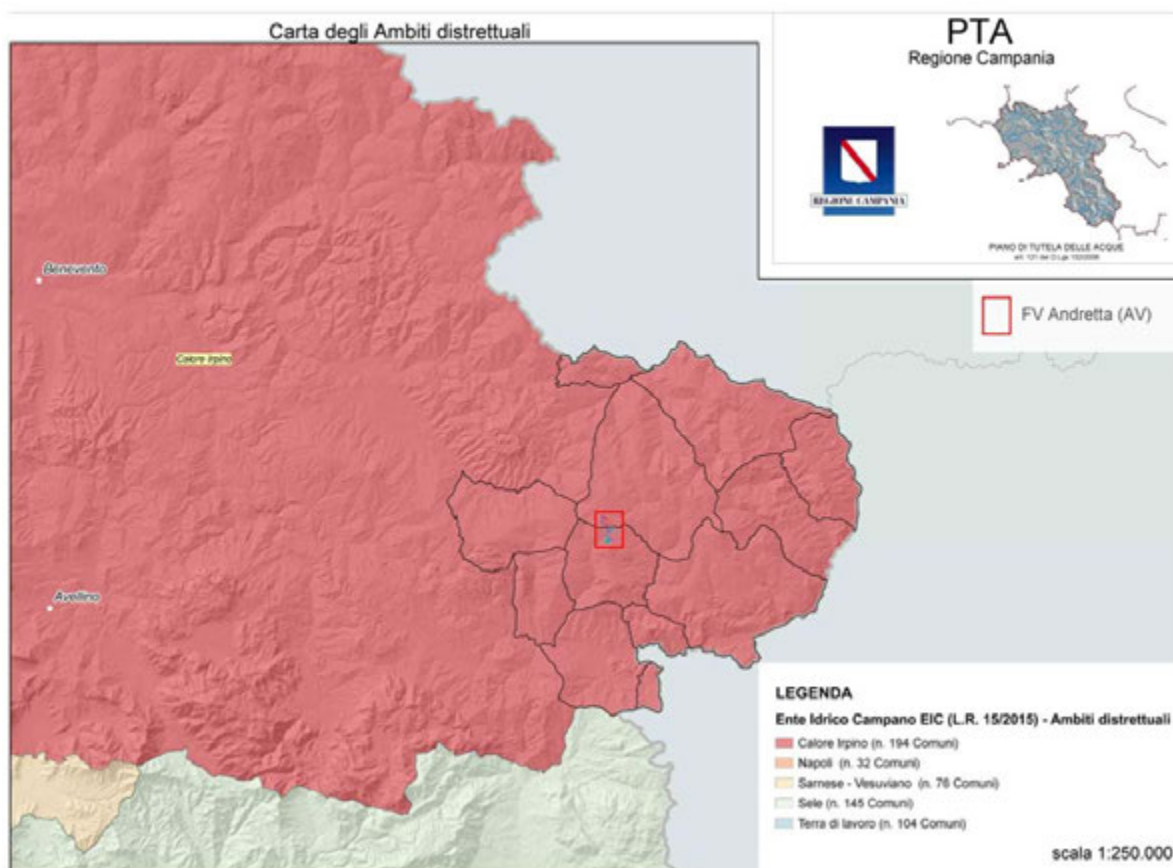 Carta degli Ambiti distrettuali
PTA
Regione Campania
REGIONE CAMPANIA
PIANO DI TUTELA DELLE ACQUE
FV Andretta (AV)
Benevento
Calore Irpino
Avellino
LEGENDA
Ente Idrico Campano EIC (L.R. 15/2015) - Ambiti distrettuali
Calore Irpino (n. 194 Comuni)
Napoli (n. 32 Comuni)
Sarnese - Vesuviano (n. 76 Comuni)
Sele (n. 145 Comuni)
Terra di lavoro (n. 104 Comuni)
scala 1:250.000